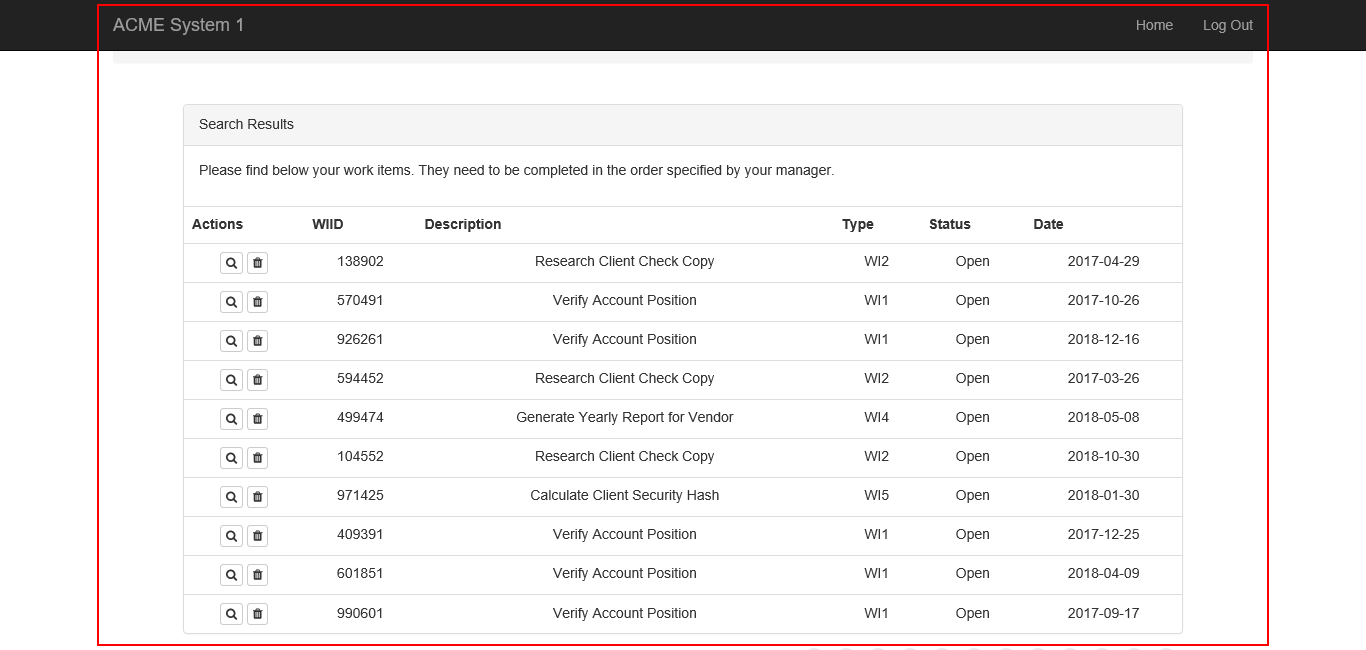 ACME System 1 Home Log Out
Search Results
Please find below your work items. They need to be completed in the order specified by your manager.
Actions WIID Description Type Status Date
138902 Research Client Check Copy WI2 Open 2017-04-29
570491 Verify Account Position WI1 Open 2017-10-26
926261 Verify Account Position WI1 Open 2018-12-16
594452 Research Client Check Copy WI2 Open 2017-03-26
499474 Generate Yearly Report for Vendor WI4 Open 2018-05-08
104552 Research Client Check Copy WI2 Open 2018-10-30
971425 Calculate Client Security Hash WI5 Open 2018-01-30
409391 Verify Account Position WI1 Open 2017-12-25
601851 Verify Account Position WI1 Open 2018-04-09
990601 Verify Account Position WI1 Open 2017-09-17